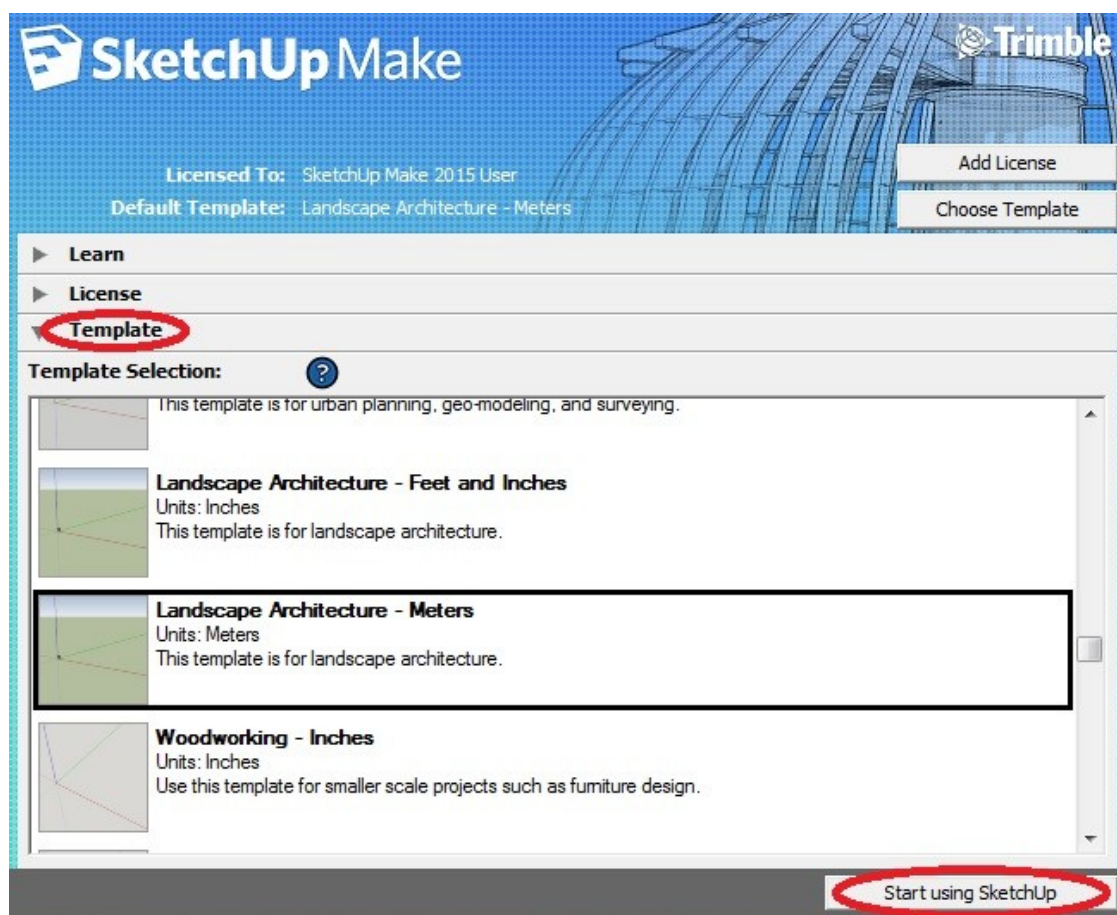 SketchUp Make
Trimble
Licensed To: SketchUp Make 2015 User
Add License
Default Template: Landscape Architecture - Meters
Choose Template
Learn
License
Template
Template Selection:
?
This template is for urban planning, geo-modeling, and surveying.
Landscape Architecture - Feet and Inches
Units: Inches
This template is for landscape architecture.
Landscape Architecture - Meters
Units: Meters
This template is for landscape architecture.
Woodworking - Inches
Units: Inches
Use this template for smaller scale projects such as furniture design.
Start using SketchUp